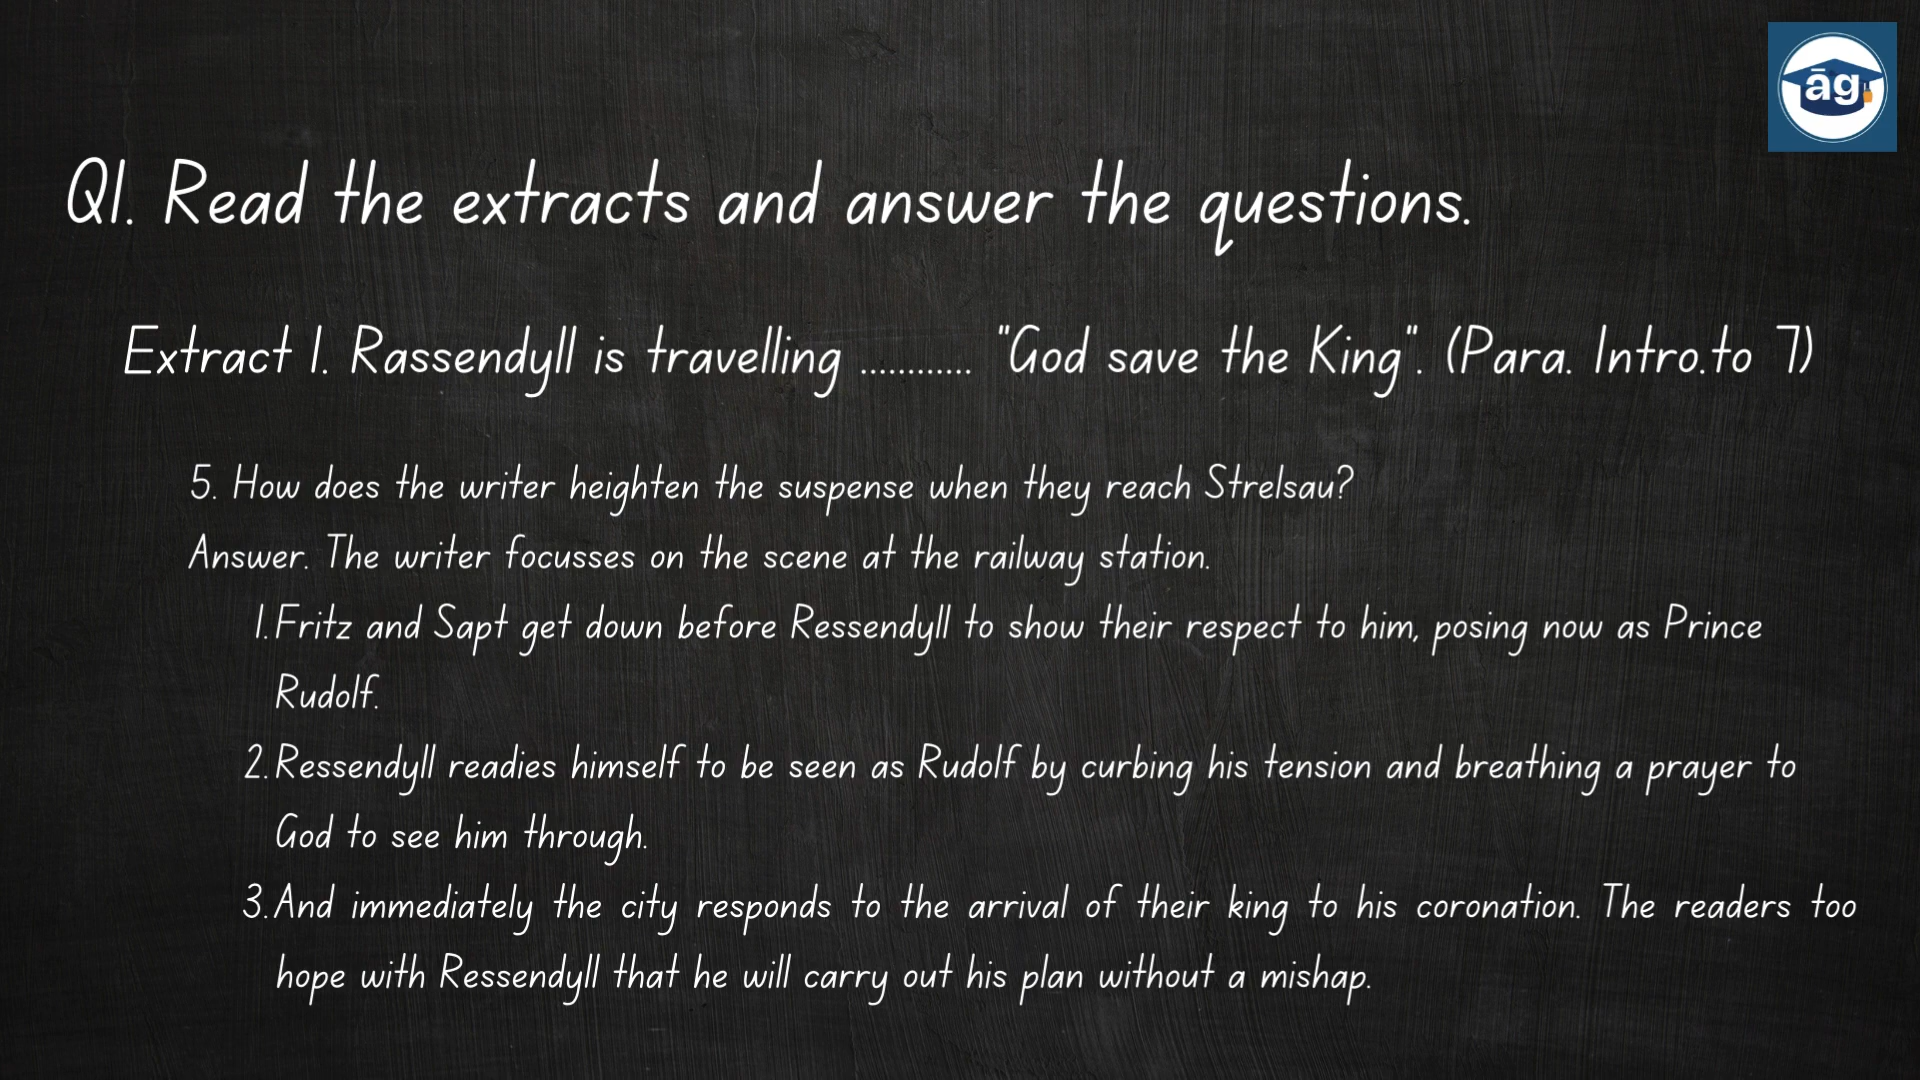 āg
Q1. Read the extracts and answer the questions.
Extract 1. Rassendyll is travelling ............ "God save the King". (Para. Intro.to 7)
5. How does the writer heighten the suspense when they reach Strelsau?
Answer. The writer focusses on the scene at the railway station.
1. Fritz and Sapt get down before Ressendyll to show their respect to him, posing now as Prince
Rudolf.
2. Ressendyll readies himself to be seen as Rudolf by curbing his tension and breathing a prayer to
God to see him through.
3. And immediately the city responds to the arrival of their king to his coronation. The readers too
hope with Ressendyll that he will carry out his plan without a mishap.